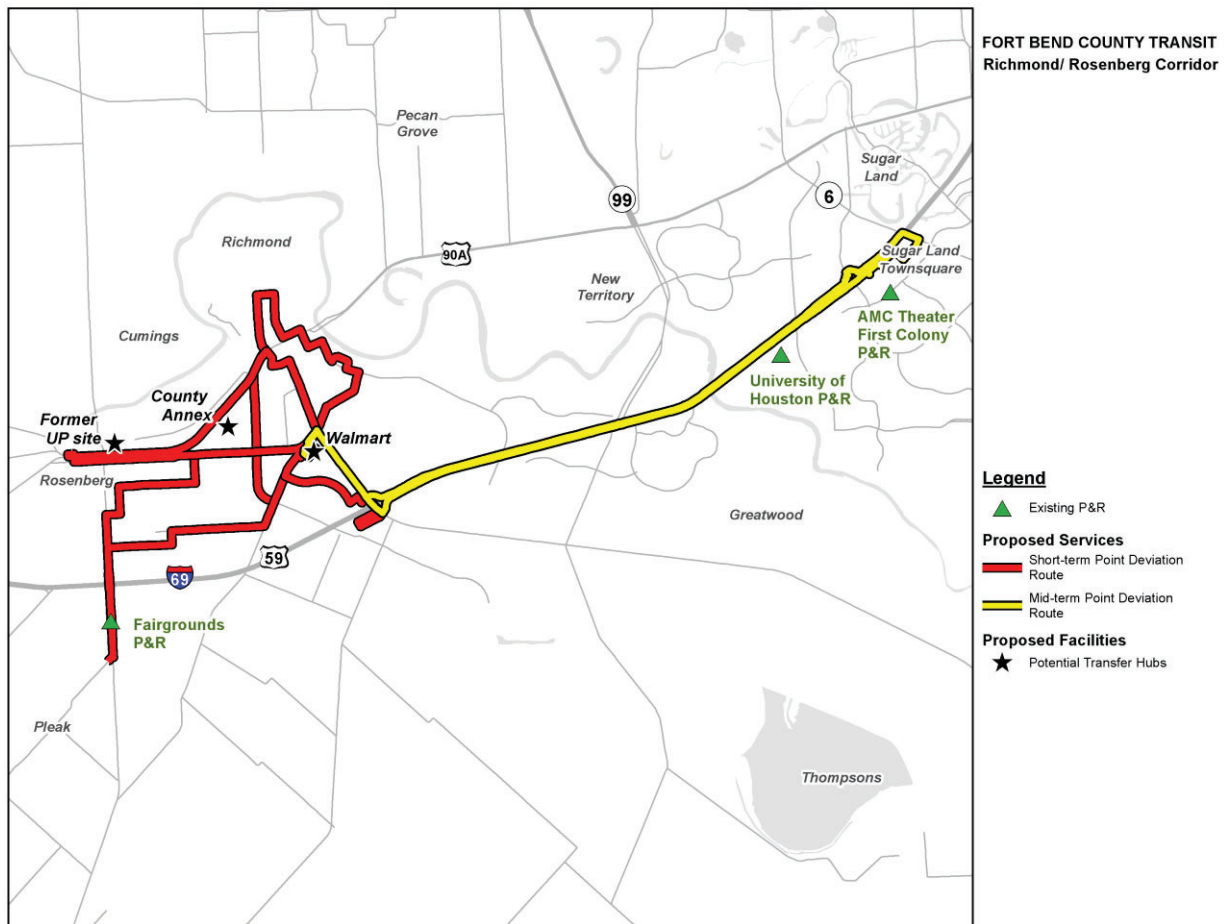 FORT BEND COUNTY TRANSIT
Richmond/ Rosenberg Corridor
Pecan
Grove
Sugar
Land
99
6
Richmond
90A
Sugar Land
Townsquare
New
Territory
AMC Theater
First Colony
P&R
Cumings
University of
Houston P&R
County
Annex
Former
UP site
Walmart
Rosenberg
Greatwood
59
69
Fairgrounds
P&R
Pleak
Thompsons
Legend
Existing P&R
Proposed Services
Short-term Point Deviation
Route
Mid-term Point Deviation
Route
Proposed Facilities
Potential Transfer Hubs